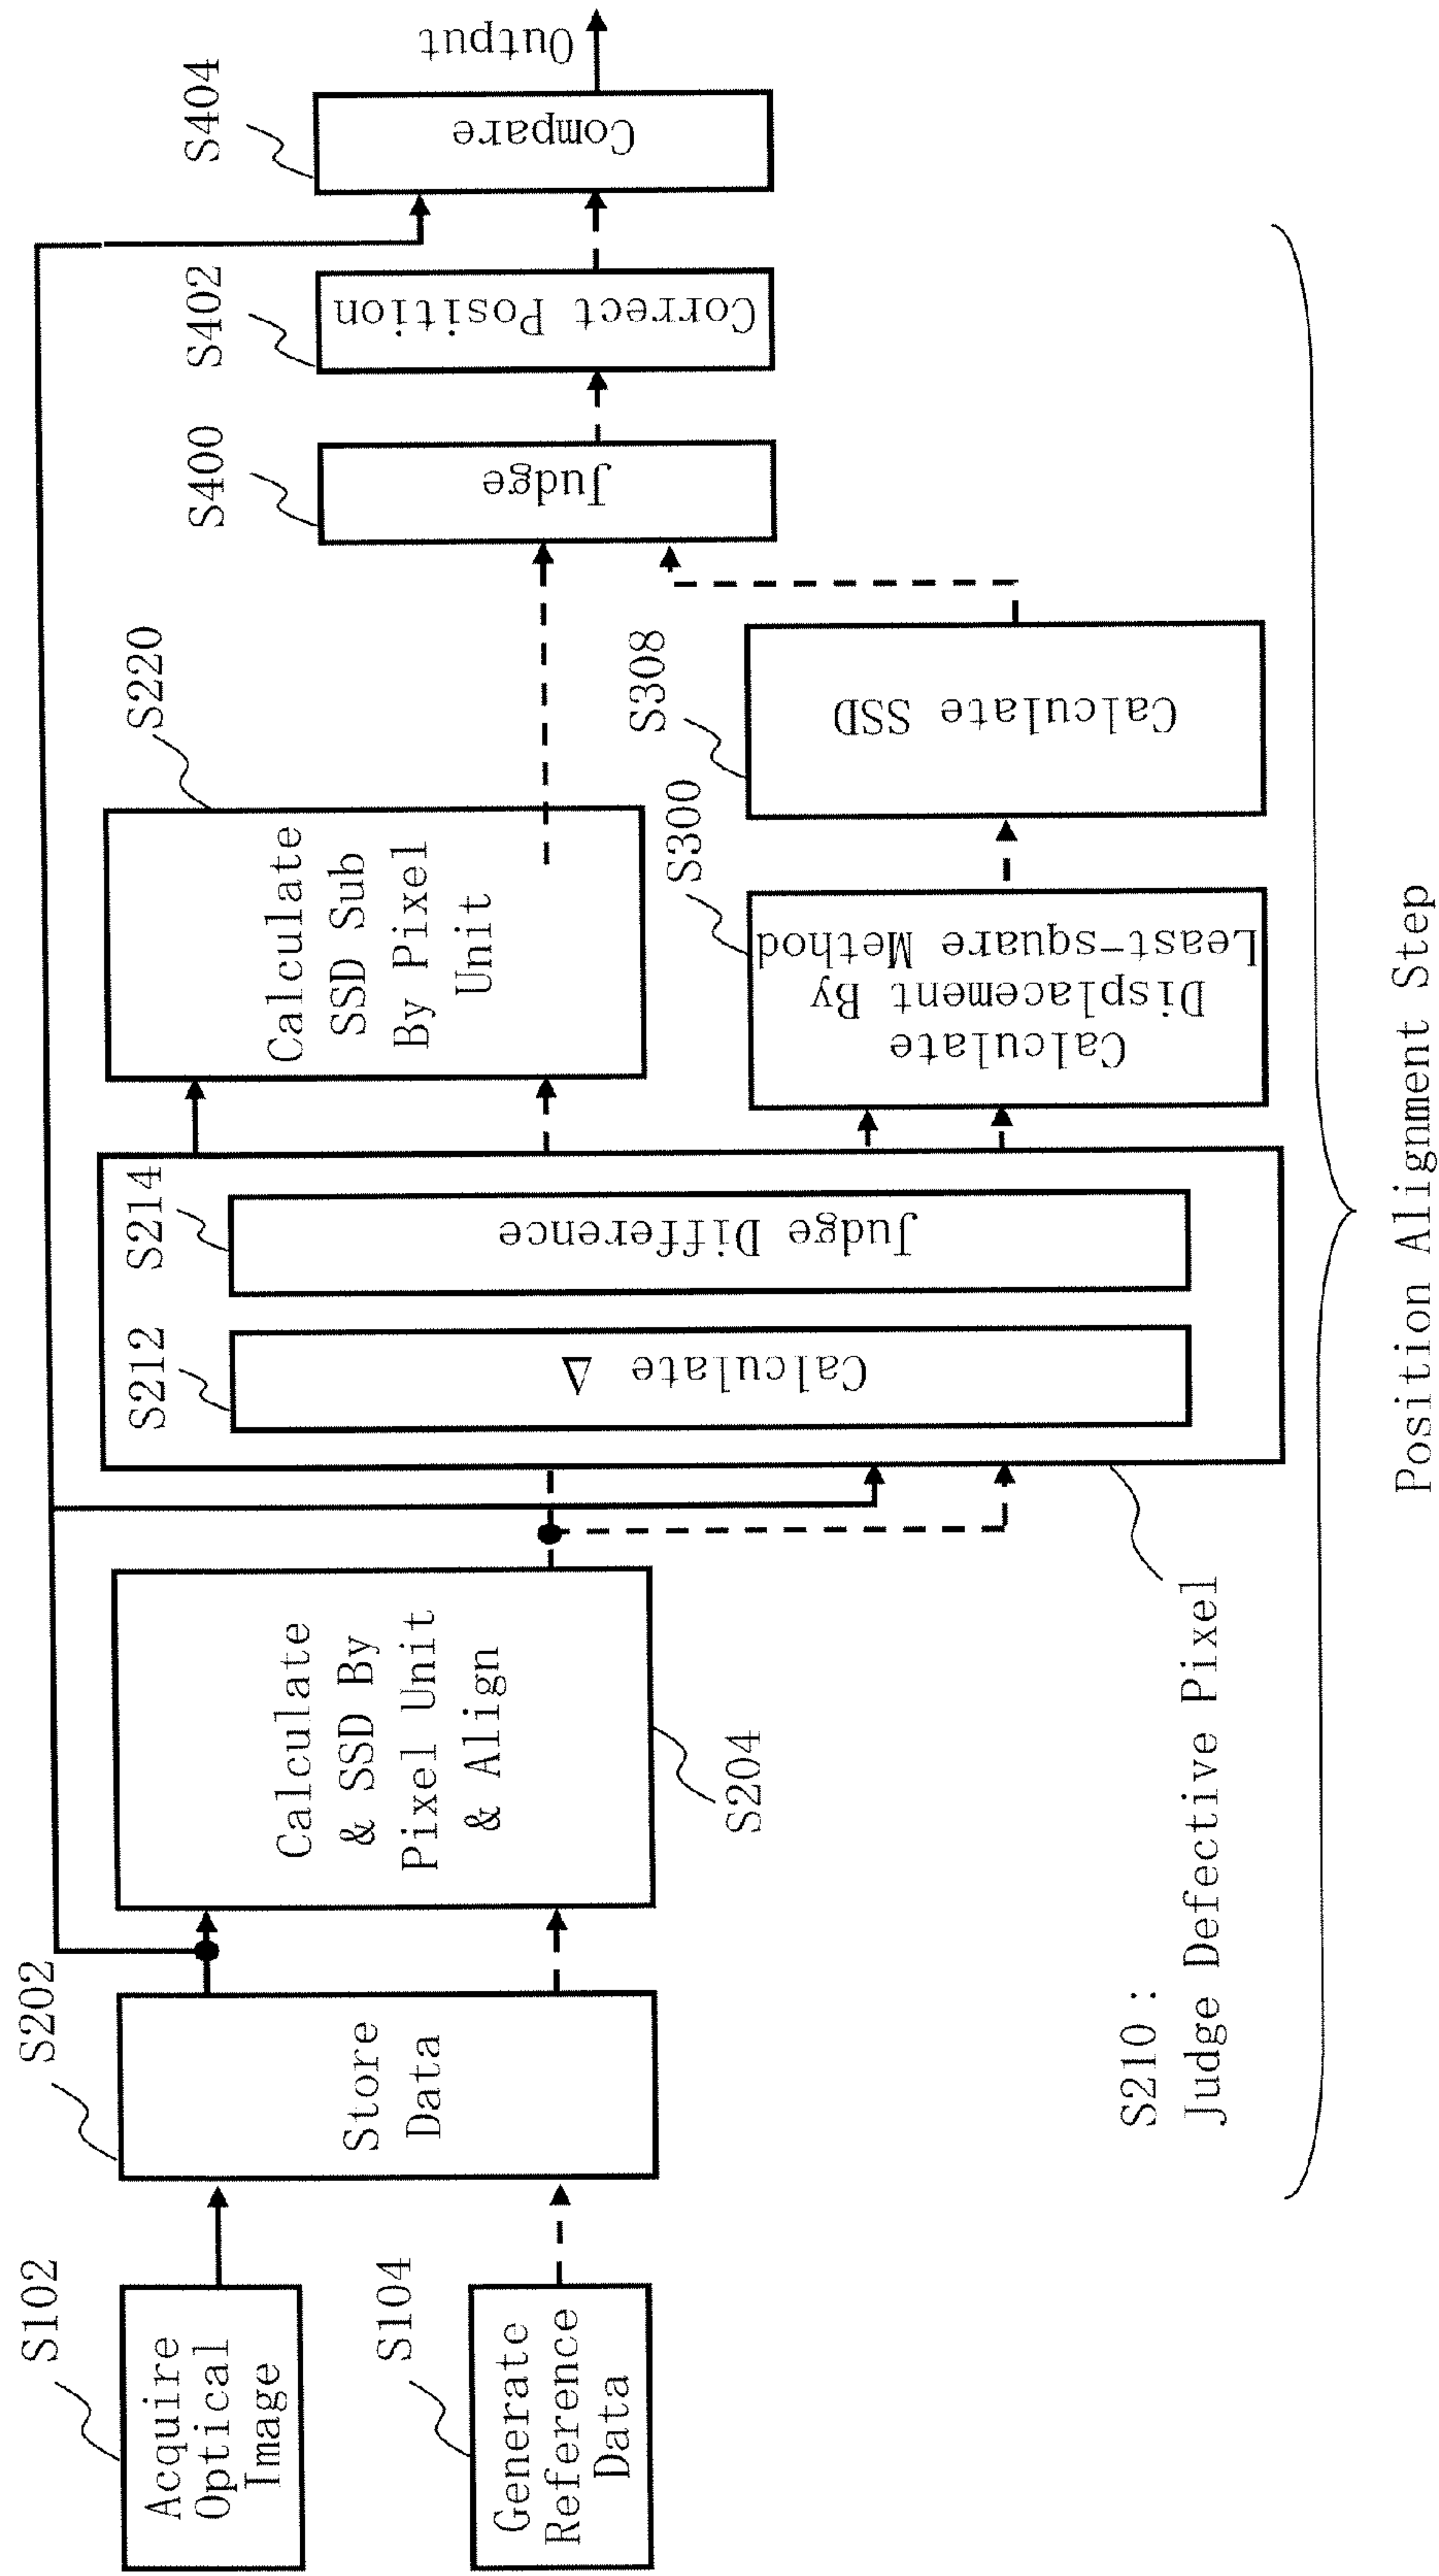 S102
Acquire
Optical
Image
S104
Generate
Reference
Data
S202
Store
Data
Calculate
& SSD By
Pixel Unit
& Align
S204
S212
Calculate Δ
S214
Judge Difference
S210:
Judge Defective Pixel
S220
Calculate
SSD Sub
By Pixel
Unit
S300
Calculate
Displacement By
Least-square Method
S308
Calculate SSD
S400
Judge
S402
Correct Position
S404
Compare
Output
Position Alignment Step